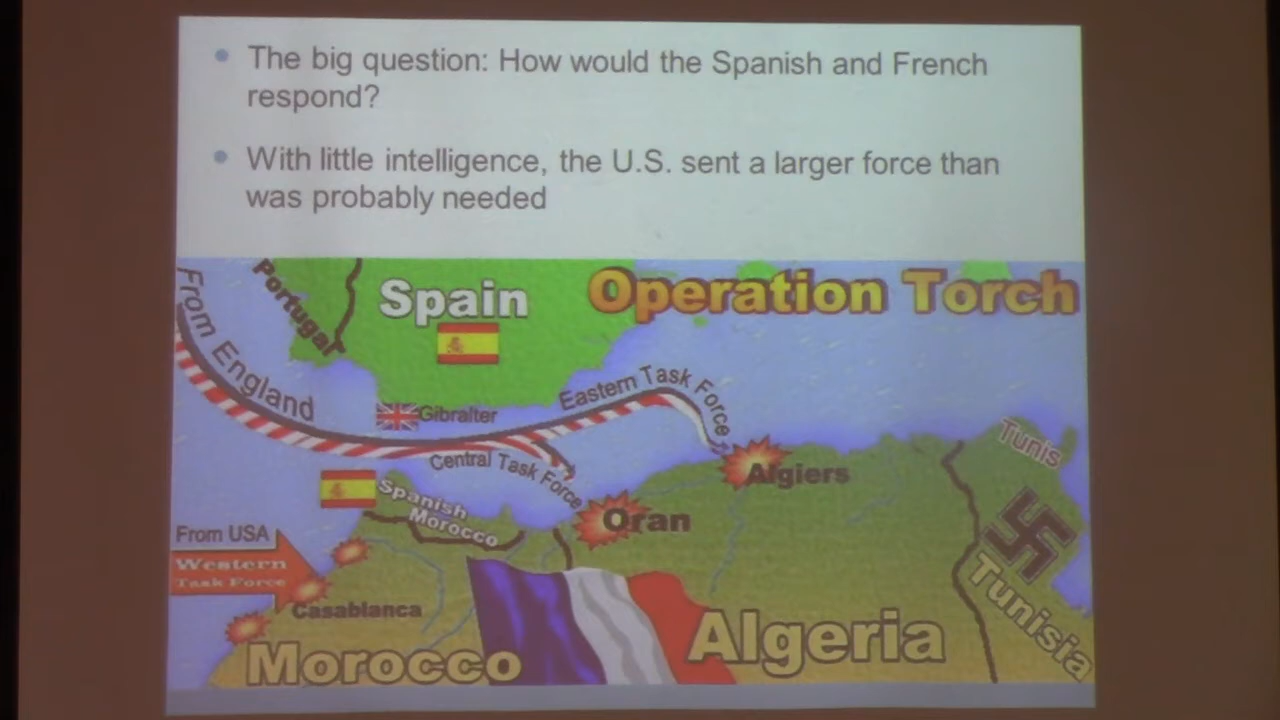 The big question: How would the Spanish and French
respond?
With little intelligence, the U.S. sent a larger force than
was probably needed
Operation Torch
Portugal
Spain
From England
Gibralter
Eastern Task Force
Central Task Force
Tunis
Algiers
Spanish
Morocco
Oran
From USA
Western
Task Force
Casablanca
Tunisia
Algeria
Morocco